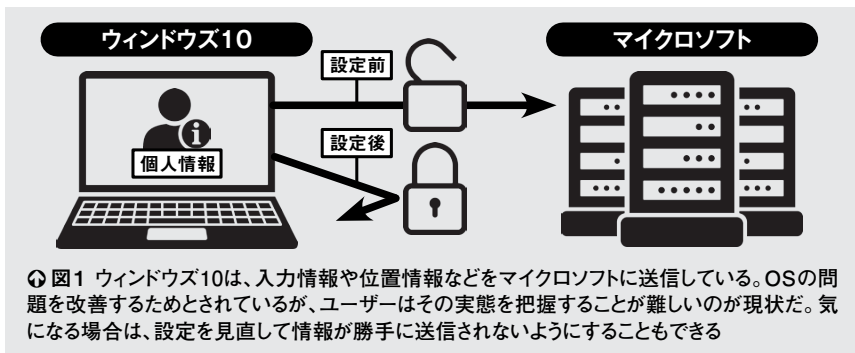 ウィンドウズ10
マイクロソフト
設定前
設定後
個人情報
図1 ウィンドウズ10は、入力情報や位置情報などをマイクロソフトに送信している。OSの問
題を改善するためとされているが、ユーザーはその実態を把握することが難しいのが現状だ。気
になる場合は、設定を見直して情報が勝手に送信されないようにすることもできる